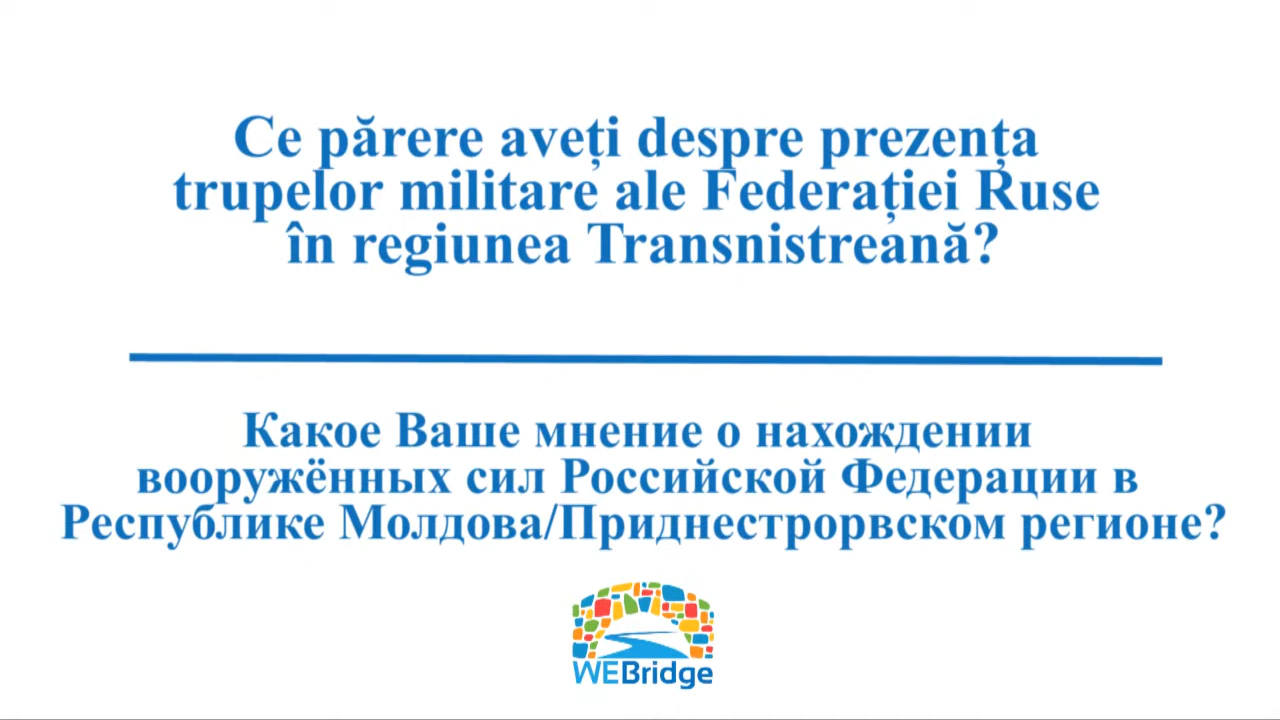 Ce părere aveți despre prezența
trupelor militare ale Federației Ruse
în regiunea Transnistreană?
Какое Ваше мнение о нахождении
вооружённых сил Российской Федерации в
Республике Молдова/Приднестрорвском регионе?
WEBridge